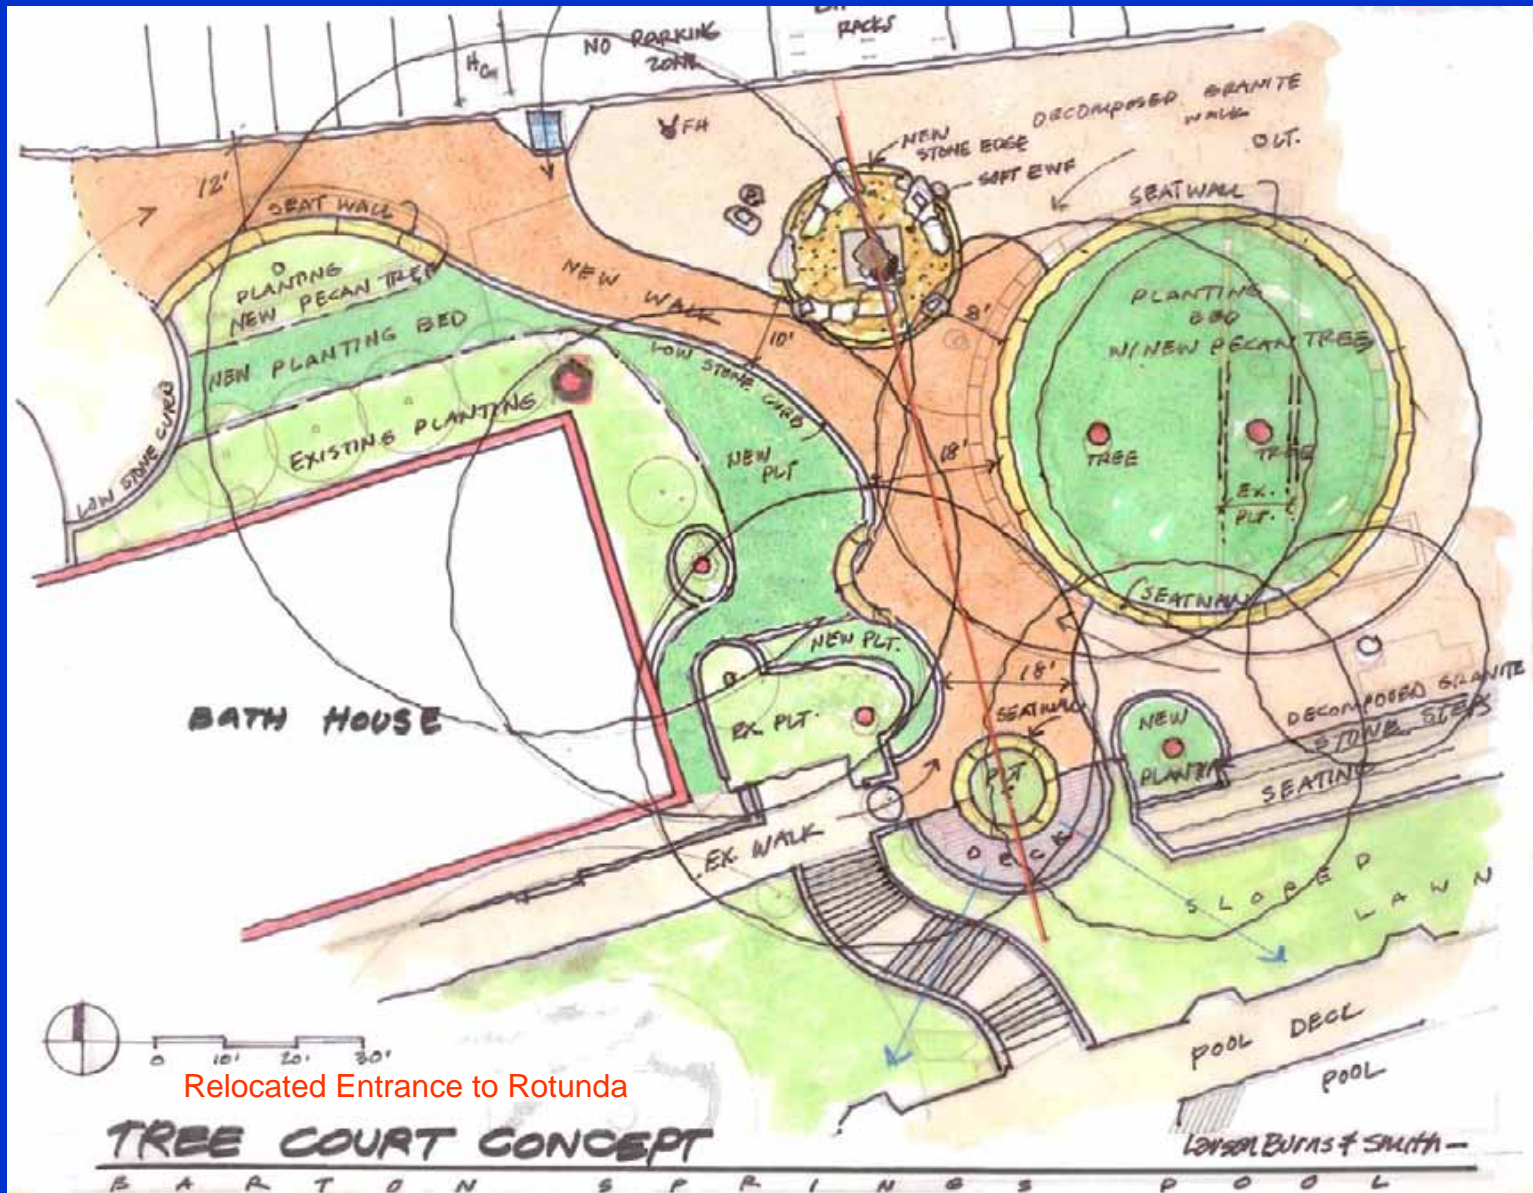 NO PARKING
ZONE
RACKS
HCP
FH
NEW
STONE EDGE
DECOMPOSED GRANITE
WALK
LT.
SOFT EWF
12'
SEAT WALL
SEATWALL
PLANTING
NEW PECAN TREE
NEW PLANTING BED
EXISTING PLANTING
LOW STONE CURB
NEW WALK
10'
8'
LOW STONE CURB
PLANTING
BED
W/ NEW PECAN TREE
TREE
TREE
EX.
PLT.
NEW
PLT
18'
SEATWALL
NEW PLT.
EX. PLT.
18'
SEATWALL
PLT
DECK
NEW
PLANTER
DECOMPOSED GRANITE
STONE STEPS
SEATING
BATH HOUSE
EX. WALK
SLOPED
LAWN
POOL DECK
POOL
0 10' 20' 30'
Relocated Entrance to Rotunda
TREE COURT CONCEPT
Larson Burns & Smith
BARTON SPRINGS POOL